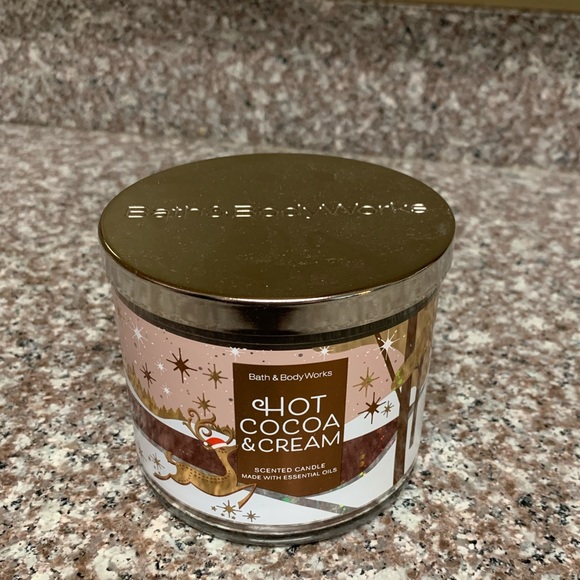 Bath & Body Works
Bath & Body Works
HOT
COCOA
& CREAM
SCENTED CANDLE
MADE WITH ESSENTIAL OILS